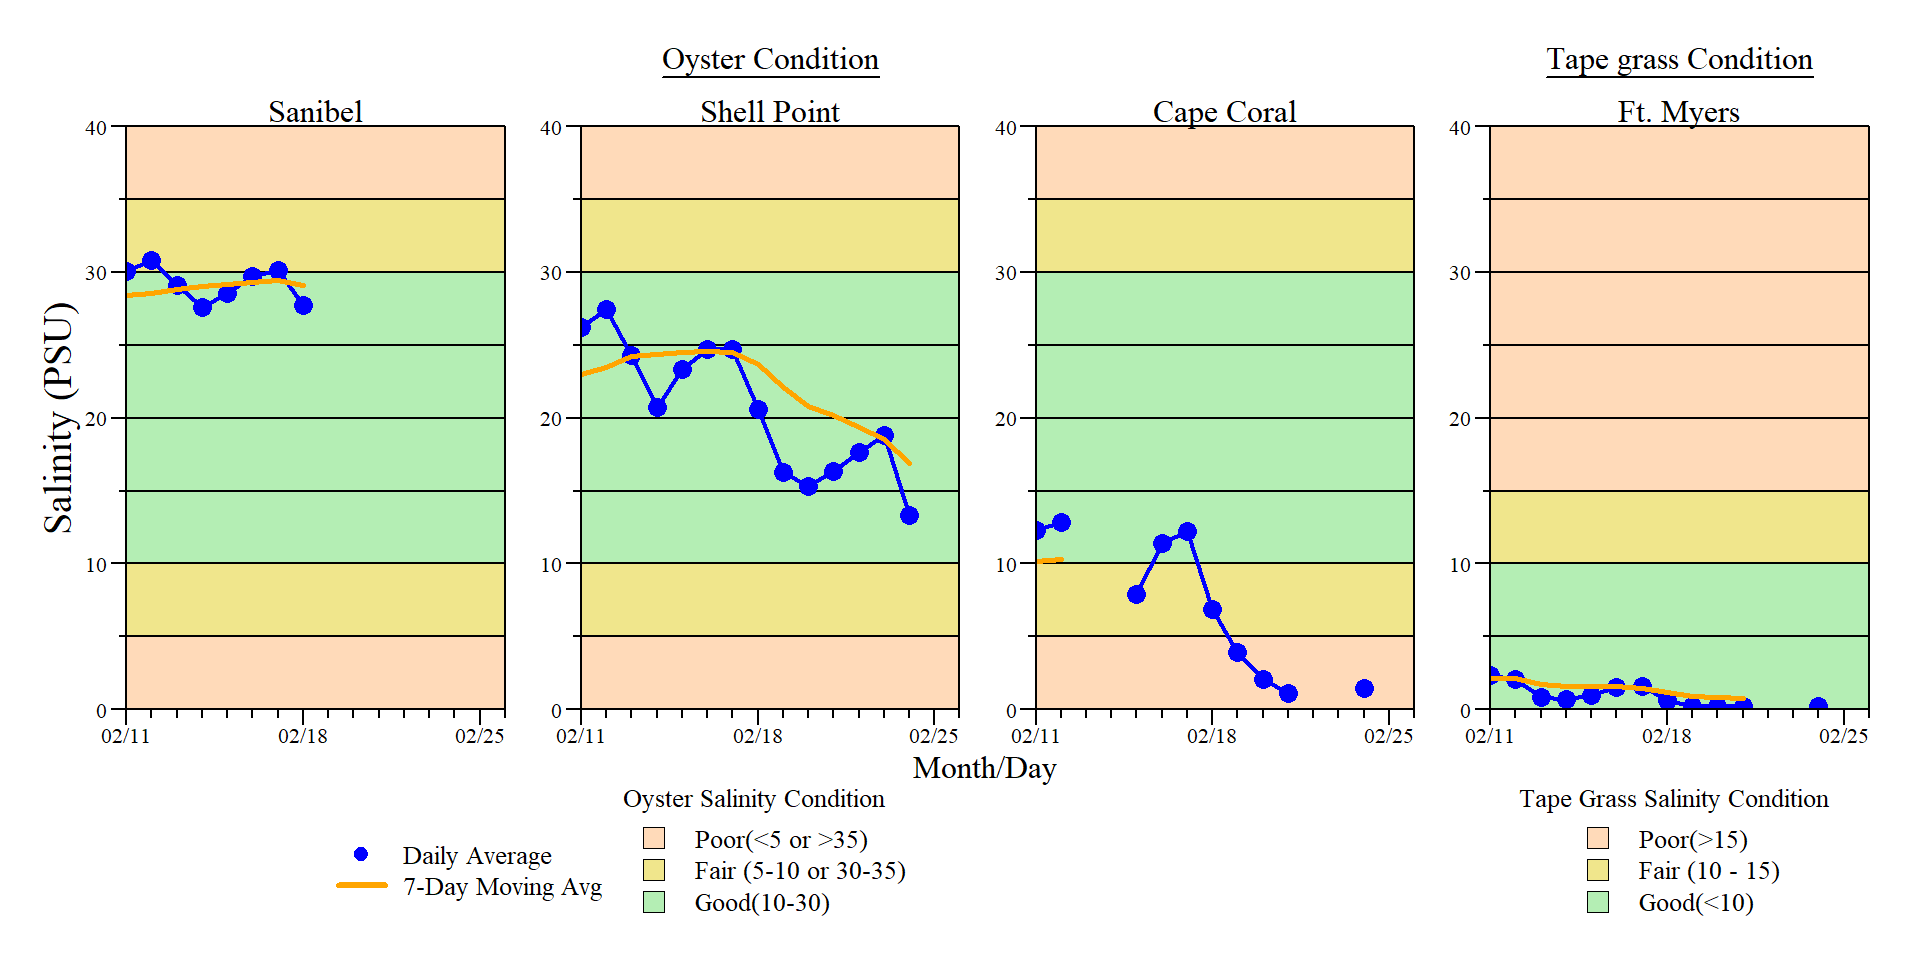 Oyster Condition
Tape grass Condition
Sanibel
Shell Point
Cape Coral
Ft. Myers
Salinity (PSU)
40
30
20
10
0
02/11
02/18
02/25
40
30
20
10
0
02/11
02/18
02/25
40
30
20
10
0
02/11
02/18
02/25
40
30
20
10
0
02/11
02/18
02/25
Month/Day
Daily Average
7-Day Moving Avg
Oyster Salinity Condition
Poor(<5 or >35)
Fair (5-10 or 30-35)
Good(10-30)
Tape Grass Salinity Condition
Poor(>15)
Fair (10 - 15)
Good(<10)